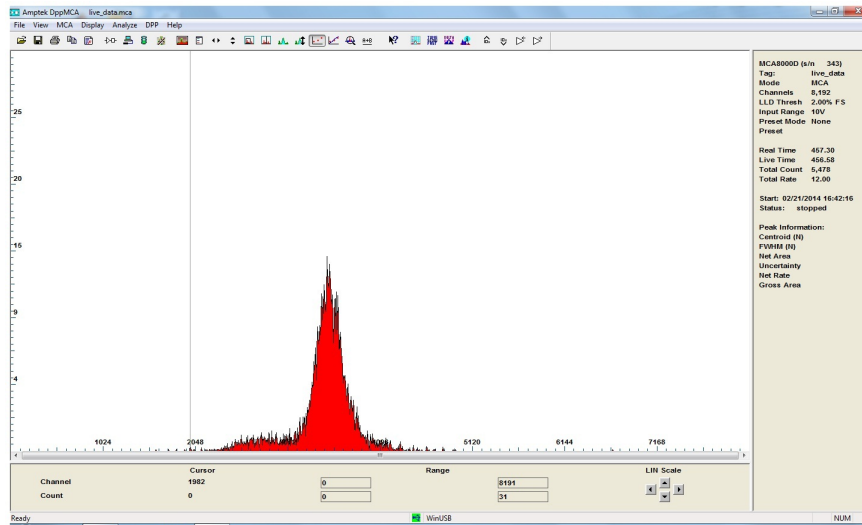 Amptek DppMCA live_data.mca
File View MCA Display Analyze DPP Help
25
20
15
9
4
1024 2048 5120 6144 7168
MCA8000D (s/n 343)
Tag: live_data
Mode MCA
Channels 8,192
LLD Thresh 2.00% FS
Input Range 10V
Preset Mode None
Preset
Real Time 457.30
Live Time 456.58
Total Count 5,478
Total Rate 12.00
Start: 02/21/2014 16:42:16
Status: stopped
Peak Information:
Centroid (N)
FWHM (N)
Net Area
Uncertainty
Net Rate
Gross Area
Cursor Range LIN Scale
Channel 1982 0 8191
Count 0 0 31
Ready WinUSB NUM